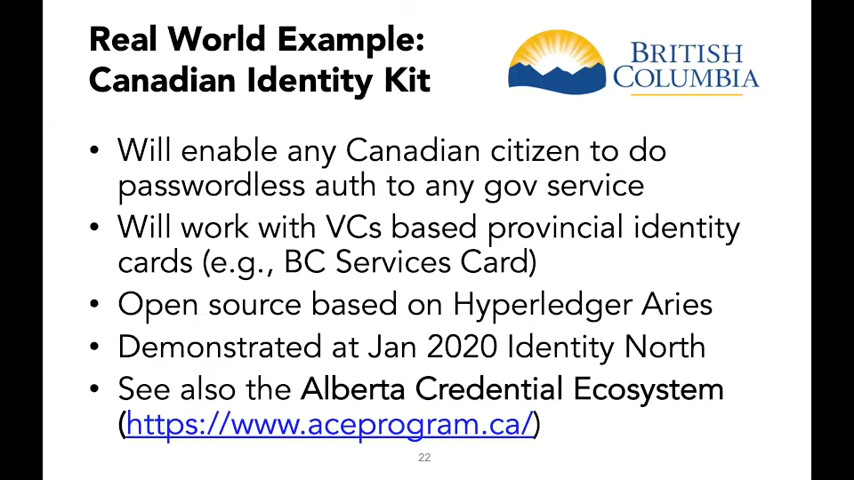 Real World Example:
Canadian Identity Kit
BRITISH
COLUMBIA
• Will enable any Canadian citizen to do
passwordless auth to any gov service
• Will work with VCs based provincial identity
cards (e.g., BC Services Card)
• Open source based on Hyperledger Aries
• Demonstrated at Jan 2020 Identity North
• See also the Alberta Credential Ecosystem
(https://www.aceprogram.ca/)
22